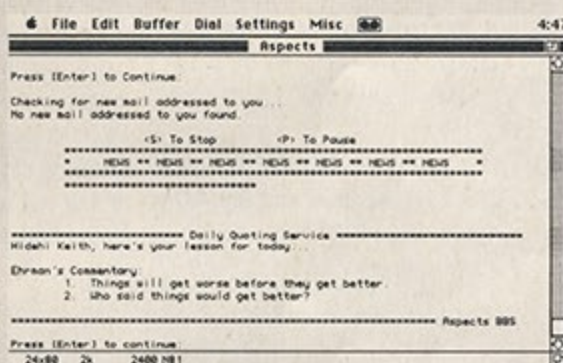 File Edit Buffer Dial Settings Misc 4:47
Aspects
Press [Enter] to Continue:
Checking for new mail addressed to you...
No new mail addressed to you found.
<S> To Stop <P> To Pause
* NEWS ** NEWS ** NEWS ** NEWS ** NEWS ** NEWS ** NEWS *
Daily Quoting Service
Hidehi Keith, here's your lesson for today...
Ehrman's Commentary:
1. Things will get worse before they get better.
2. Who said things would get better?
Aspects BBS
Press [Enter] to continue:
24x80 2k 2400 N81